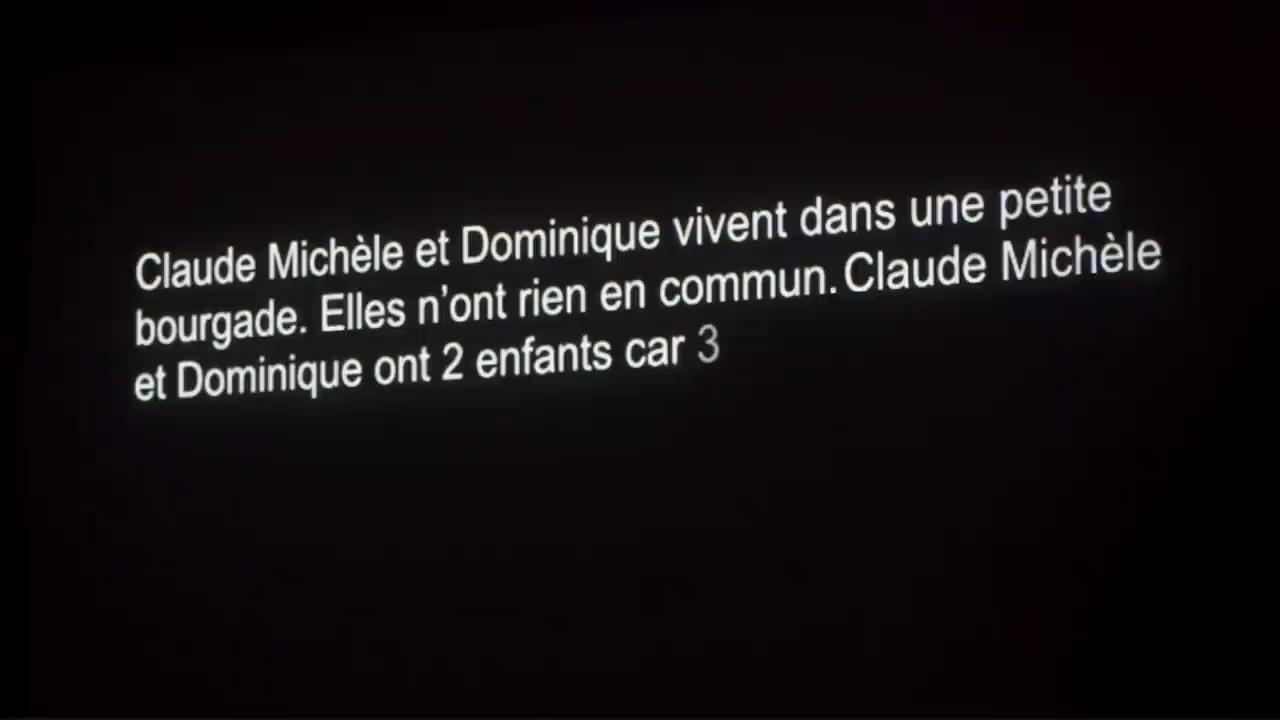 Claude Michèle et Dominique vivent dans une petite
bourgade. Elles n’ont rien en commun. Claude Michèle
et Dominique ont 2 enfants car 3